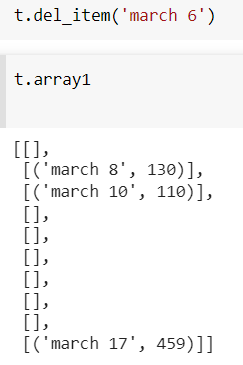 t.del_item('march 6')
t.array1
[[],
 [('march 8', 130)],
 [('march 10', 110)],
 [],
 [],
 [],
 [],
 [],
 [],
 [('march 17', 459)]]